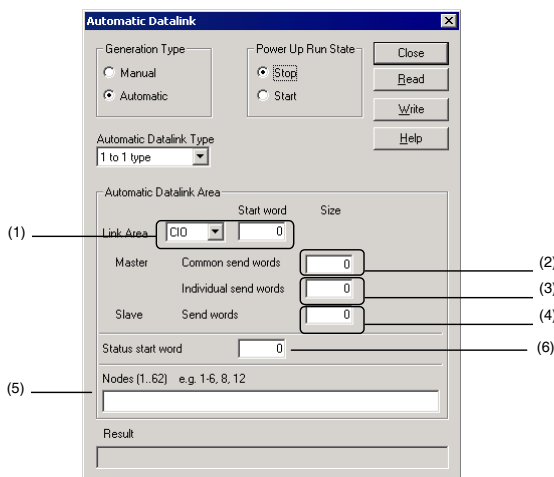 Automatic Datalink
Generation Type
Manual
Automatic
Power Up Run State
Stop
Start
Close
Read
Write
Help
Automatic Datalink Type
1 to 1 type
Automatic Datalink Area
Start word Size
(1) Link Area CIO 0
Master Common send words 0 (2)
Individual send words 0 (3)
Slave Send words 0 (4)
Status start word 0 (6)
Nodes (1..62) e.g. 1-6, 8, 12
(5)
Result